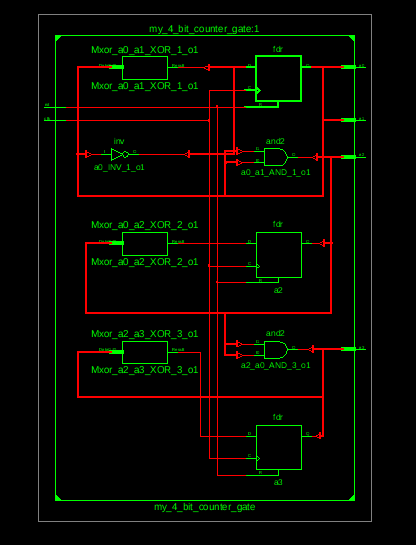 my_4_bit_counter_gate:1
Mxor_a0_a1_XOR_1_o1
fdr
Mxor_a0_a1_XOR_1_o1
inv
and2
a0_INV_1_o1
a0_a1_AND_1_o1
Mxor_a0_a2_XOR_2_o1
fdr
Mxor_a0_a2_XOR_2_o1
a2
Mxor_a2_a3_XOR_3_o1
and2
Mxor_a2_a3_XOR_3_o1
a2_a0_AND_3_o1
fdr
a3
my_4_bit_counter_gate